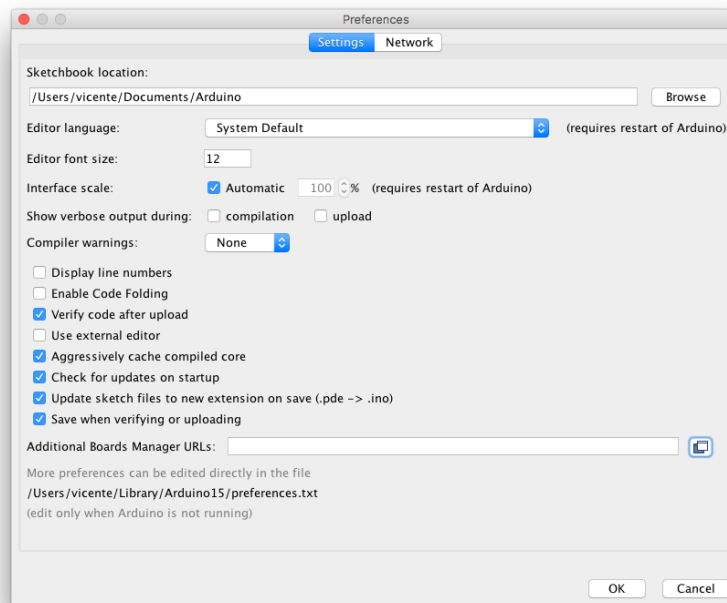 Preferences
Settings Network
Sketchbook location:
/Users/vicente/Documents/Arduino Browse
Editor language: System Default (requires restart of Arduino)
Editor font size: 12
Interface scale: Automatic 100 % (requires restart of Arduino)
Show verbose output during: compilation upload
Compiler warnings: None
Display line numbers
Enable Code Folding
Verify code after upload
Use external editor
Aggressively cache compiled core
Check for updates on startup
Update sketch files to new extension on save (.pde -> .ino)
Save when verifying or uploading
Additional Boards Manager URLs:
More preferences can be edited directly in the file
/Users/vicente/Library/Arduino15/preferences.txt
(edit only when Arduino is not running)
OK Cancel